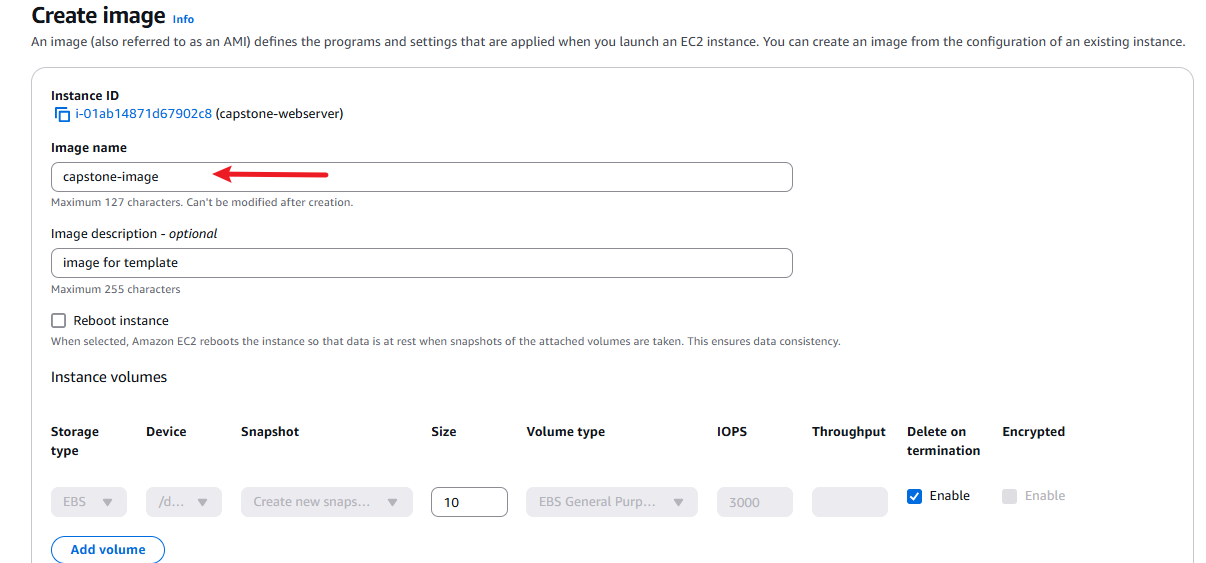 Create image Info
An image (also referred to as an AMI) defines the programs and settings that are applied when you launch an EC2 instance. You can create an image from the configuration of an existing instance.
Instance ID
i-01ab14871d67902c8 (capstone-webserver)
Image name
capstone-image
Maximum 127 characters. Can't be modified after creation.
Image description - optional
image for template
Maximum 255 characters
Reboot instance
When selected, Amazon EC2 reboots the instance so that data is at rest when snapshots of the attached volumes are taken. This ensures data consistency.
Instance volumes
Storage type Device Snapshot Size Volume type IOPS Throughput Delete on termination Encrypted
EBS /d... Create new snaps... 10 EBS General Purp... 3000 Enable Enable
Add volume